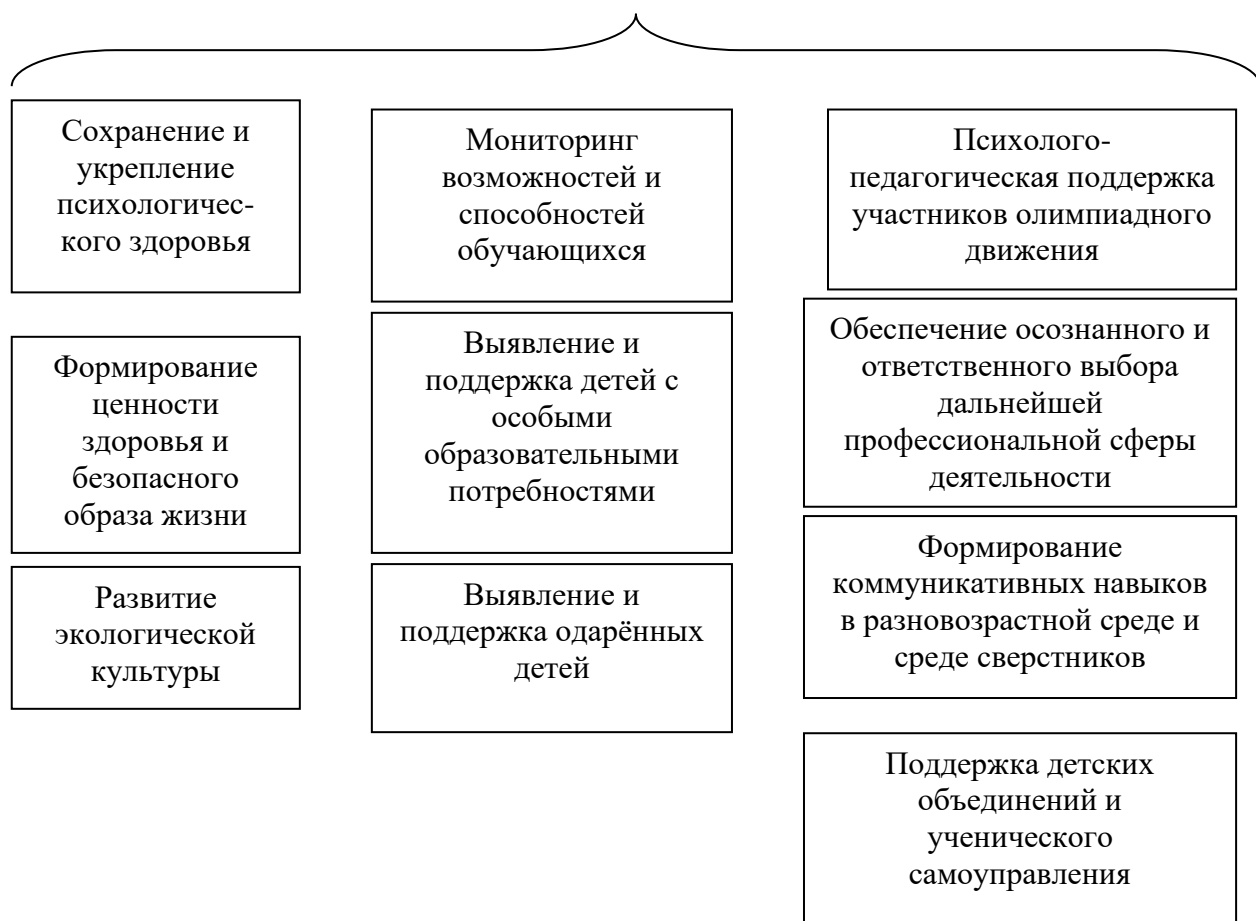 Сохранение и
укрепление
психологичес-
кого здоровья
Мониторинг
возможностей и
способностей
обучающихся
Психолого-
педагогическая поддержка
участников олимпиадного
движения
Формирование
ценности
здоровья и
безопасного
образа жизни
Выявление и
поддержка детей с
особыми
образовательными
потребностями
Обеспечение осознанного и
ответственного выбора
дальнейшей
профессиональной сферы
деятельности
Развитие
экологической
культуры
Выявление и
поддержка одарённых
детей
Формирование
коммуникативных навыков
в разновозрастной среде и
среде сверстников
Поддержка детских
объединений и
ученического
самоуправления